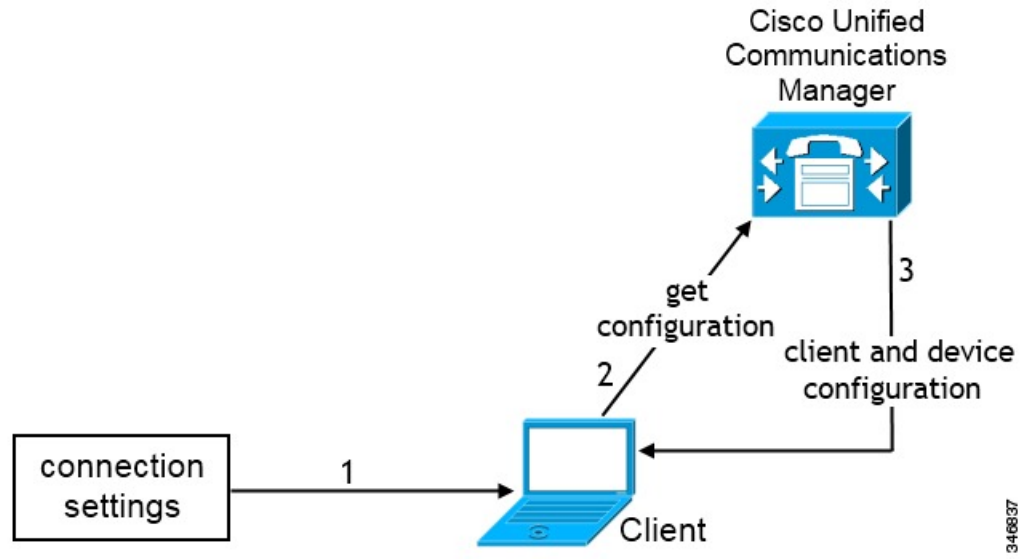 Cisco Unified
Communications
Manager
3
get
configuration
client and device
configuration
2
connection
settings
1
Client
346837